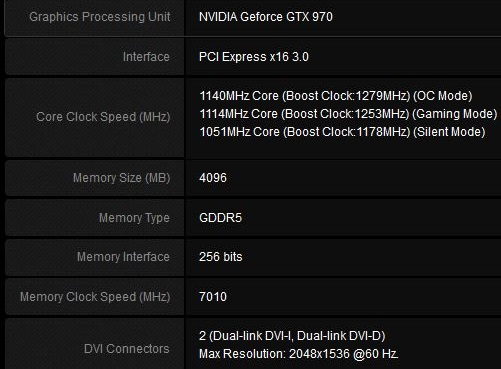 Graphics Processing Unit NVIDIA Geforce GTX 970
Interface PCI Express x16 3.0
Core Clock Speed (MHz) 1140MHz Core (Boost Clock:1279MHz) (OC Mode)
1114MHz Core (Boost Clock:1253MHz) (Gaming Mode)
1051MHz Core (Boost Clock:1178MHz) (Silent Mode)
Memory Size (MB) 4096
Memory Type GDDR5
Memory Interface 256 bits
Memory Clock Speed (MHz) 7010
DVI Connectors 2 (Dual-link DVI-I, Dual-link DVI-D)
Max Resolution: 2048x1536 @60 Hz.